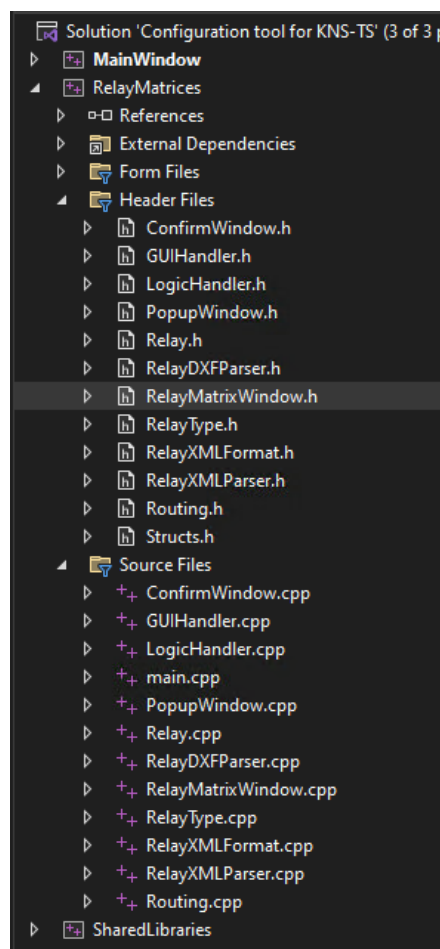 Solution 'Configuration tool for KNS-TS' (3 of 3 p
MainWindow
RelayMatrices
References
External Dependencies
Form Files
Header Files
ConfirmWindow.h
GUIHandler.h
LogicHandler.h
PopupWindow.h
Relay.h
RelayDXFParser.h
RelayMatrixWindow.h
RelayType.h
RelayXMLFormat.h
RelayXMLParser.h
Routing.h
Structs.h
Source Files
ConfirmWindow.cpp
GUIHandler.cpp
LogicHandler.cpp
main.cpp
PopupWindow.cpp
Relay.cpp
RelayDXFParser.cpp
RelayMatrixWindow.cpp
RelayType.cpp
RelayXMLFormat.cpp
RelayXMLParser.cpp
Routing.cpp
SharedLibraries